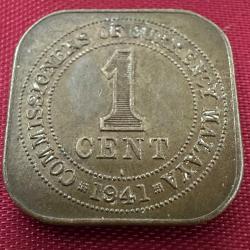 COMMISSIONERS OF CURRENCY MALAYA
1
CENT
1941